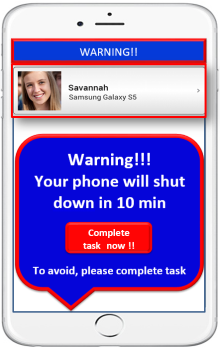 WARNING!!
Savannah
Samsung Galaxy S5
Warning!!!
Your phone will shut
down in 10 min
Complete
task now !!
To avoid, please complete task